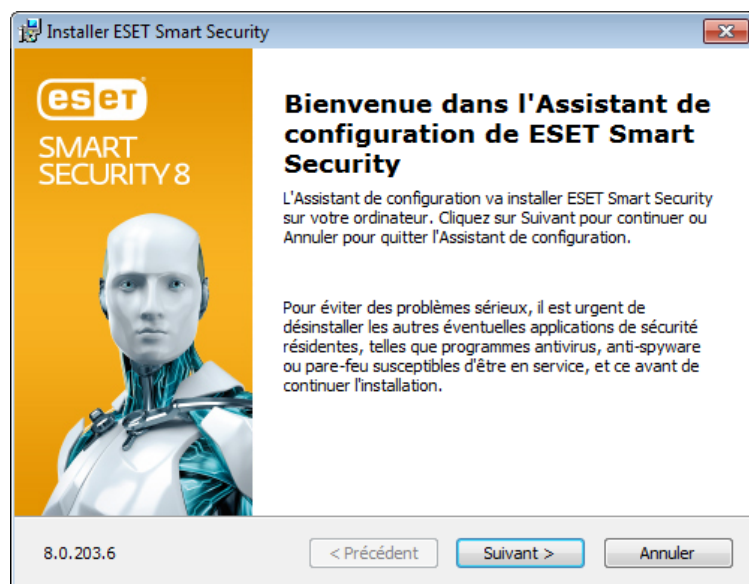 Installer ESET Smart Security
eset
SMART
SECURITY 8
Bienvenue dans l'Assistant de
configuration de ESET Smart
Security
L'Assistant de configuration va installer ESET Smart Security
sur votre ordinateur. Cliquez sur Suivant pour continuer ou
Annuler pour quitter l'Assistant de configuration.
Pour éviter des problèmes sérieux, il est urgent de
désinstaller les autres éventuelles applications de sécurité
résidentes, telles que programmes antivirus, anti-spyware
ou pare-feu susceptibles d'être en service, et ce avant de
continuer l'installation.
8.0.203.6
< Précédent
Suivant >
Annuler